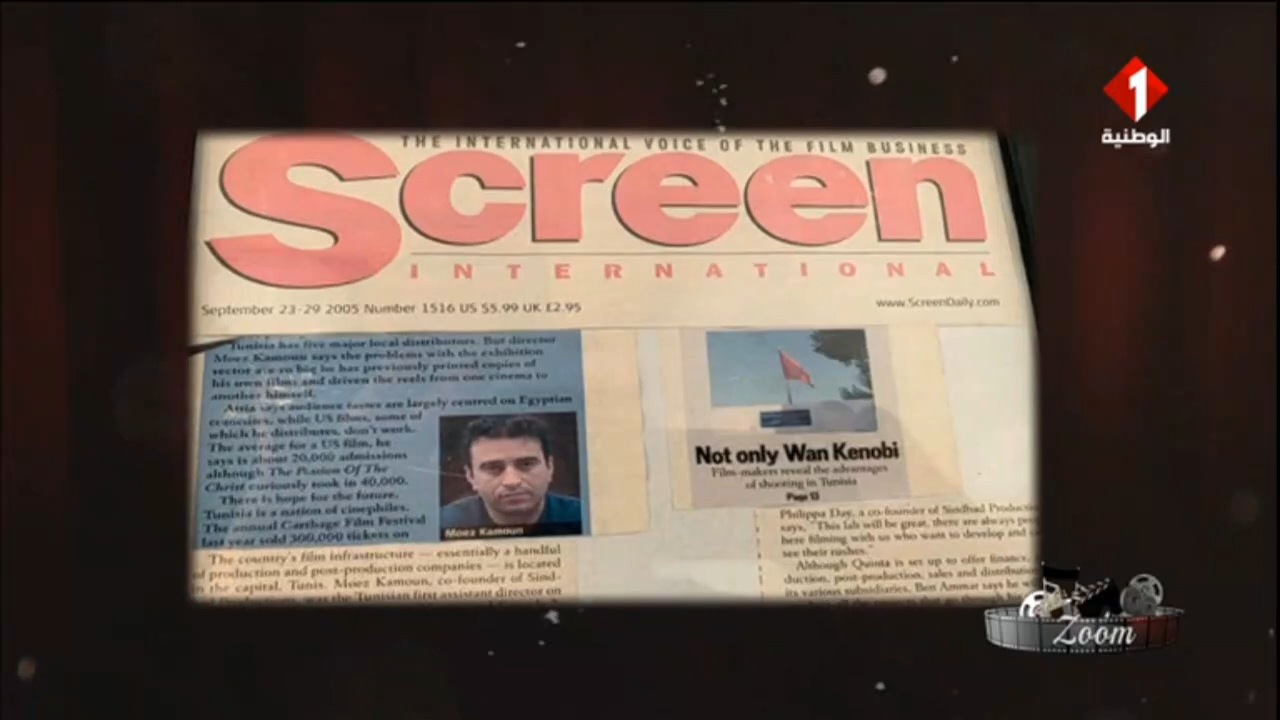 1
الوطنية
THE INTERNATIONAL VOICE OF THE FILM BUSINESS
Screen
INTERNATIONAL
September 23-29 2005 Number 1516 US $5.99 UK £2.95
www.ScreenDaily.com
Tunisia has five major local distributors. But director
Moez Kamoun says the problems with the exhibition
sector are so big he has previously printed copies of
his own films and driven the reels from one cinema to
another himself.
Attia says audience tastes are largely centred on Egyptian
comedies, while US films, some of
which he distributes, don't work.
The average for a US film, he
says is about 20,000 admissions
although The Passion Of The
Christ curiously took in 40,000.
There is hope for the future.
Tunisia is a nation of cinephiles.
The annual Carthage Film Festival
last year sold 300,000 tickets on
Moez Kamoun
The country's film infrastructure — essentially a handful
of production and post-production companies — is located
in the capital, Tunis. Moez Kamoun, co-founder of Sind-
was the Tunisian first assistant director on
Not only Wan Kenobi
Film-makers reveal the advantages
of shooting in Tunisia
Page 13
Philippa Day, a co-founder of Sindbad Productio
says, "This lab will be great, there are always peo
here filming with us who want to develop and
see their rushes."
Although Quinta is set up to offer finance,
duction, post-production, sales and distributio
its various subsidiaries, Ben Ammar says he w
Zoom